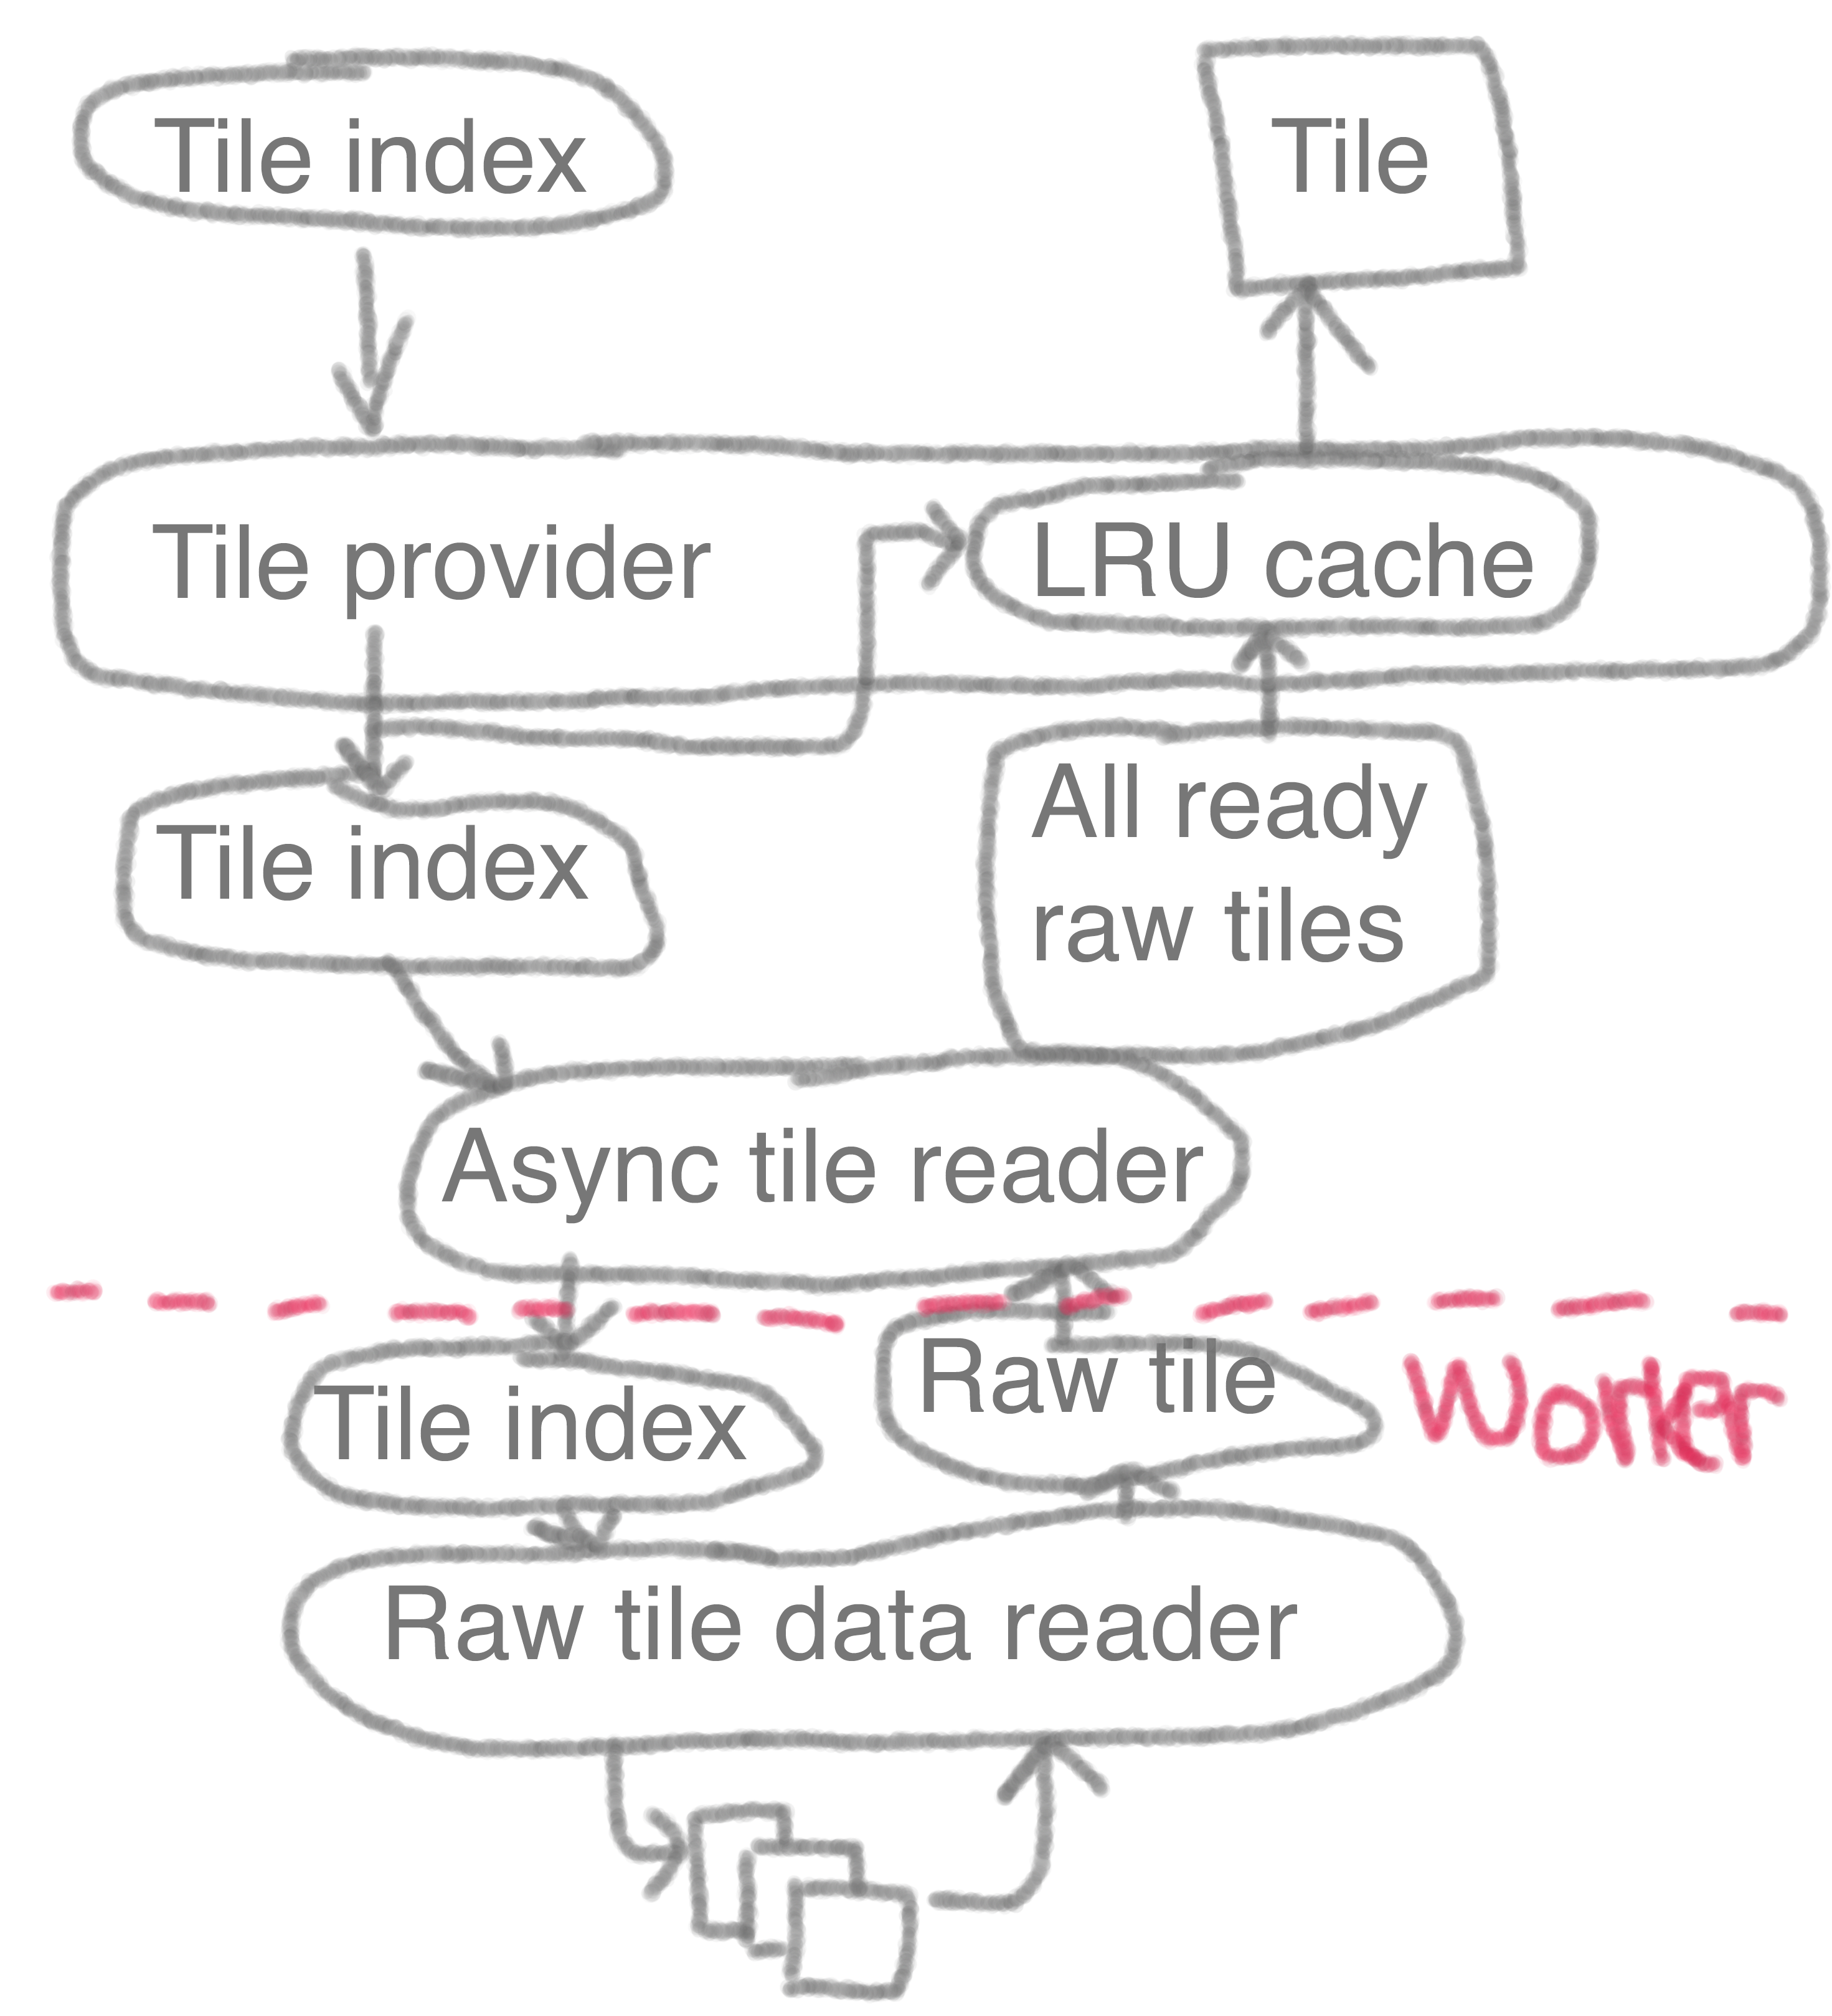 Tile index
Tile
Tile provider
LRU cache
Tile index
All ready
raw tiles
Async tile reader
Raw tile
Worker
Tile index
Raw tile data reader